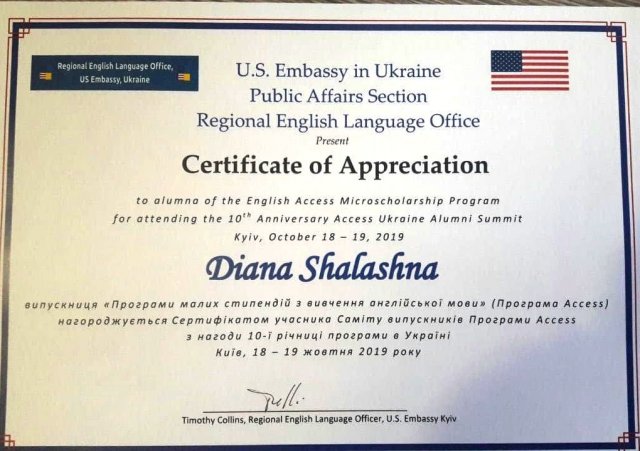 Regional English Language Office,
US Embassy, Ukraine
U.S. Embassy in Ukraine
Public Affairs Section
Regional English Language Office
Present
Certificate of Appreciation
to alumna of the English Access Microscholarship Program
for attending the 10th Anniversary Access Ukraine Alumni Summit
Kyiv, October 18 – 19, 2019
Diana Shalashna
випускниця «Програми малих стипендій з вивчення англійської мови» (Програма Access)
нагороджується Сертифікатом учасника Саміту випускників Програми Access
з нагоди 10-ї річниці програми в Україні
Київ, 18 – 19 жовтня 2019 року
Timothy Collins, Regional English Language Officer, U.S. Embassy Kyiv